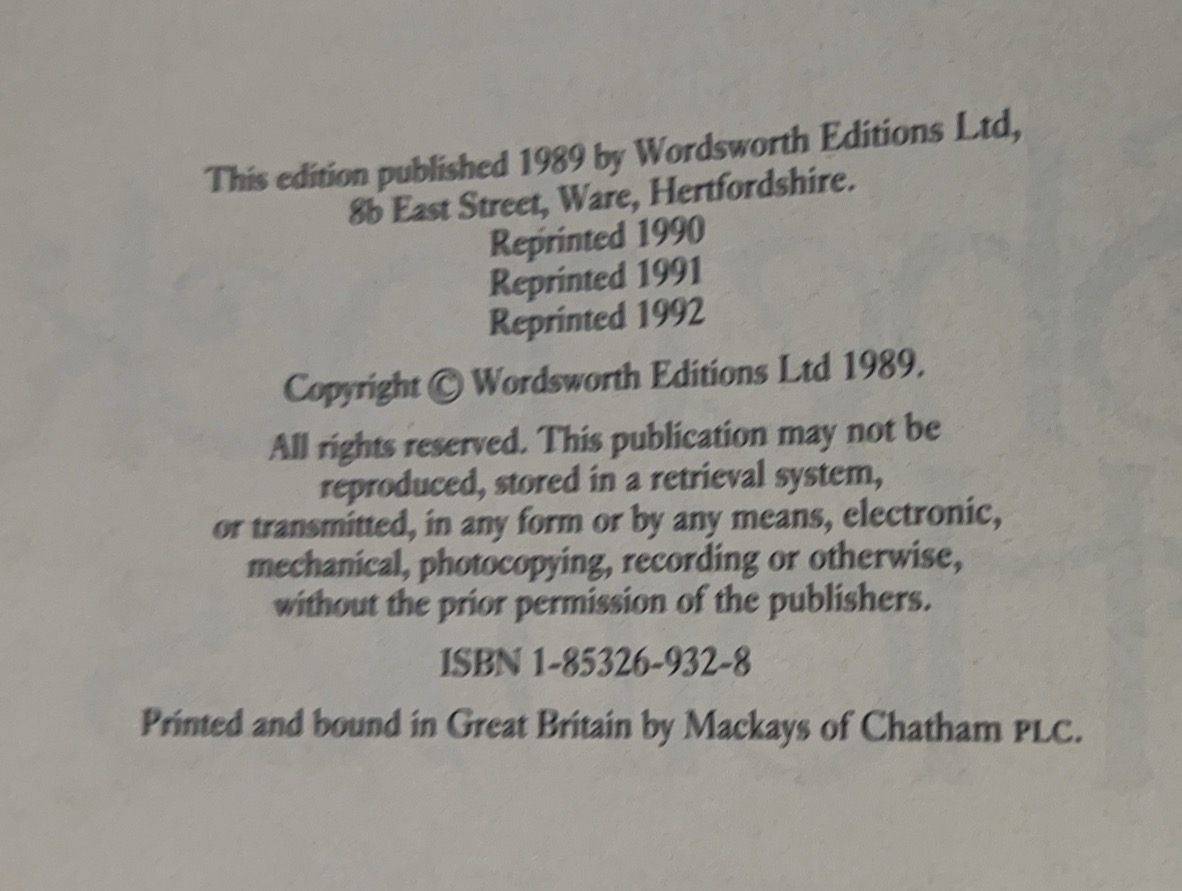 This edition published 1989 by Wordsworth Editions Ltd,
8b East Street, Ware, Hertfordshire.
Reprinted 1990
Reprinted 1991
Reprinted 1992
Copyright © Wordsworth Editions Ltd 1989.
All rights reserved. This publication may not be
reproduced, stored in a retrieval system,
or transmitted, in any form or by any means, electronic,
mechanical, photocopying, recording or otherwise,
without the prior permission of the publishers.
ISBN 1-85326-932-8
Printed and bound in Great Britain by Mackays of Chatham PLC.